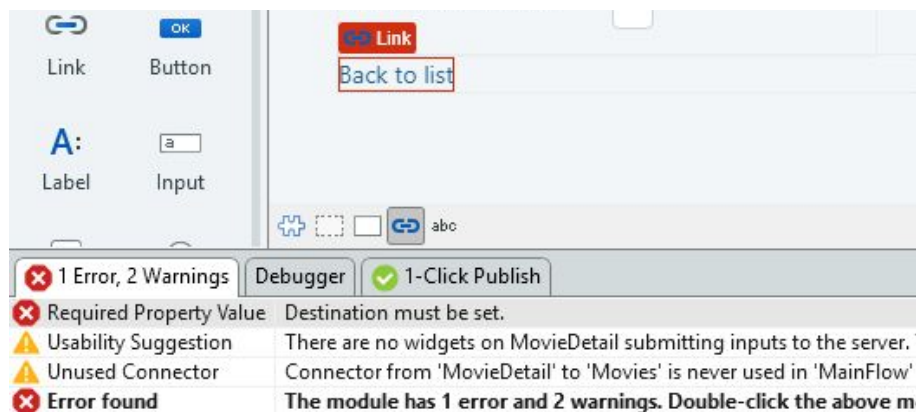 Link
Button
OK
Link
Back to list
A:
a
Label
Input
abc
1 Error, 2 Warnings
Debugger
1-Click Publish
Required Property Value Destination must be set.
Usability Suggestion There are no widgets on MovieDetail submitting inputs to the server.
Unused Connector Connector from 'MovieDetail' to 'Movies' is never used in 'MainFlow'
Error found The module has 1 error and 2 warnings. Double-click the above